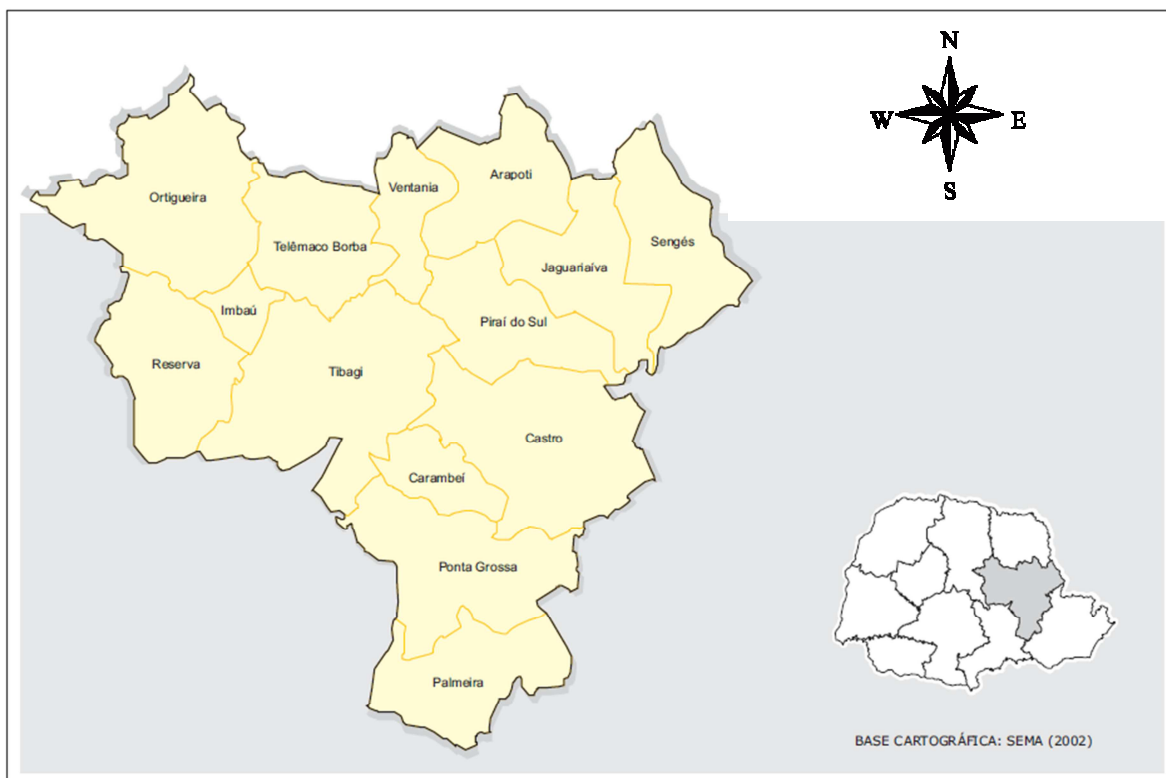 N
W E
S
Ortigueira
Ventania
Arapoti
Telêmaco Borba
Sengés
Jaguariaíva
Imbaú
Piraí do Sul
Reserva
Tibagi
Castro
Carambeí
Ponta Grossa
Palmeira
BASE CARTOGRÁFICA: SEMA (2002)